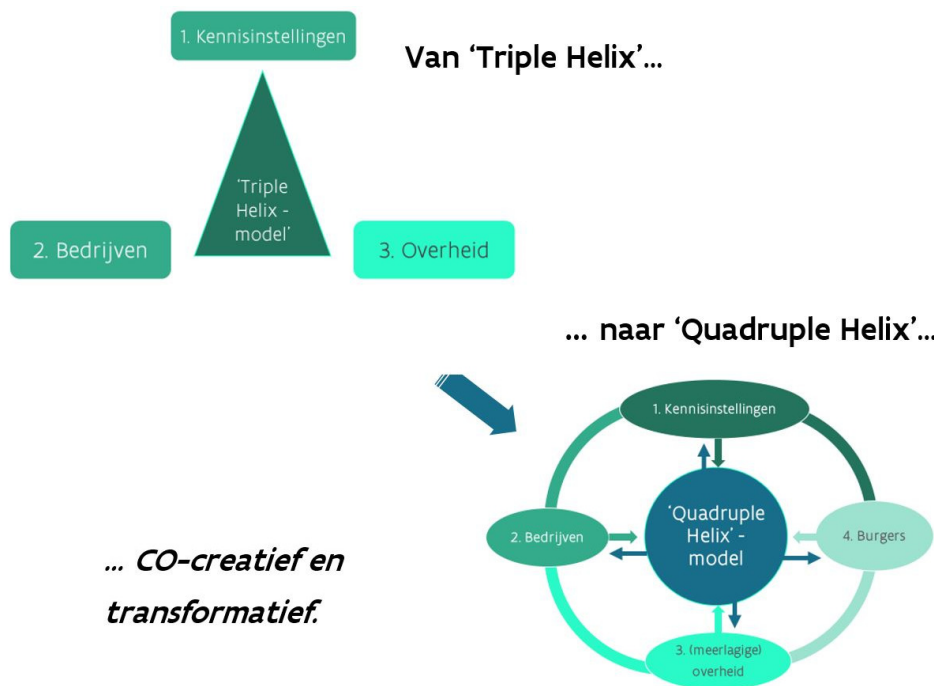 1. Kennisinstellingen
Van ‘Triple Helix’...
‘Triple
Helix -
model’
2. Bedrijven
3. Overheid
... naar ‘Quadruple Helix’...
1. Kennisinstellingen
‘Quadruple
Helix’ -
model
2. Bedrijven
4. Burgers
3. (meerlagige)
overheid
... CO-creatief en
transformatief.